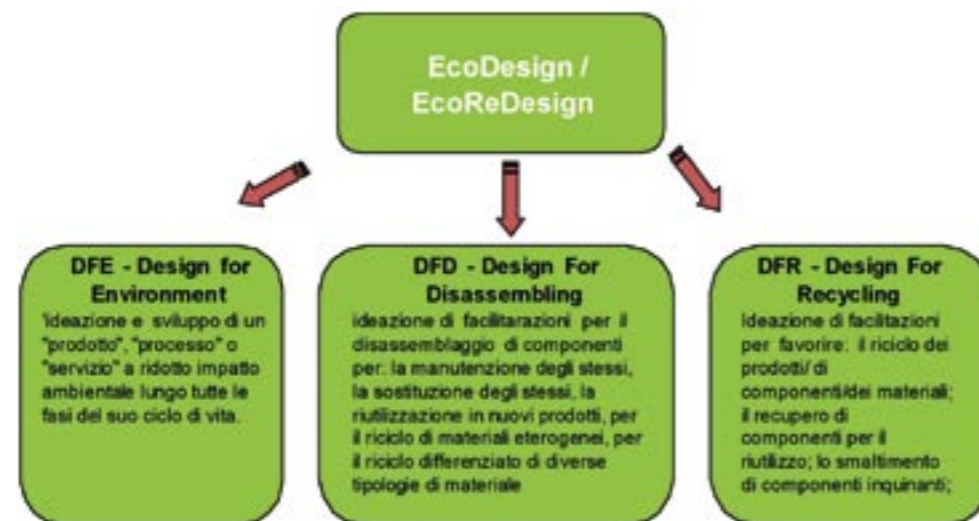 EcoDesign /
EcoReDesign
DFE - Design for
Environment
'ideazione e sviluppo di un
"prodotto", "processo" o
"servizio" a ridotto impatto
ambientale lungo tutte le
fasi del suo ciclo di vita.
DFD - Design For
Disassembling
ideazione di facilitarazioni per il
disassemblaggio di componenti
per: la manutenzione degli stessi,
la sostituzione degli stessi, la
riutilizzazione in nuovi prodotti, per
il riciclo di materiali eterogenei, per
il riciclo differenziato di diverse
tipologie di materiale
DFR - Design For
Recycling
Ideazione di facilitazioni
per favorire: il riciclo dei
prodotti/ di
componenti/dei materiali;
il recupero di
componenti per il
riutilizzo; lo smaltimento
di componenti inquinanti;